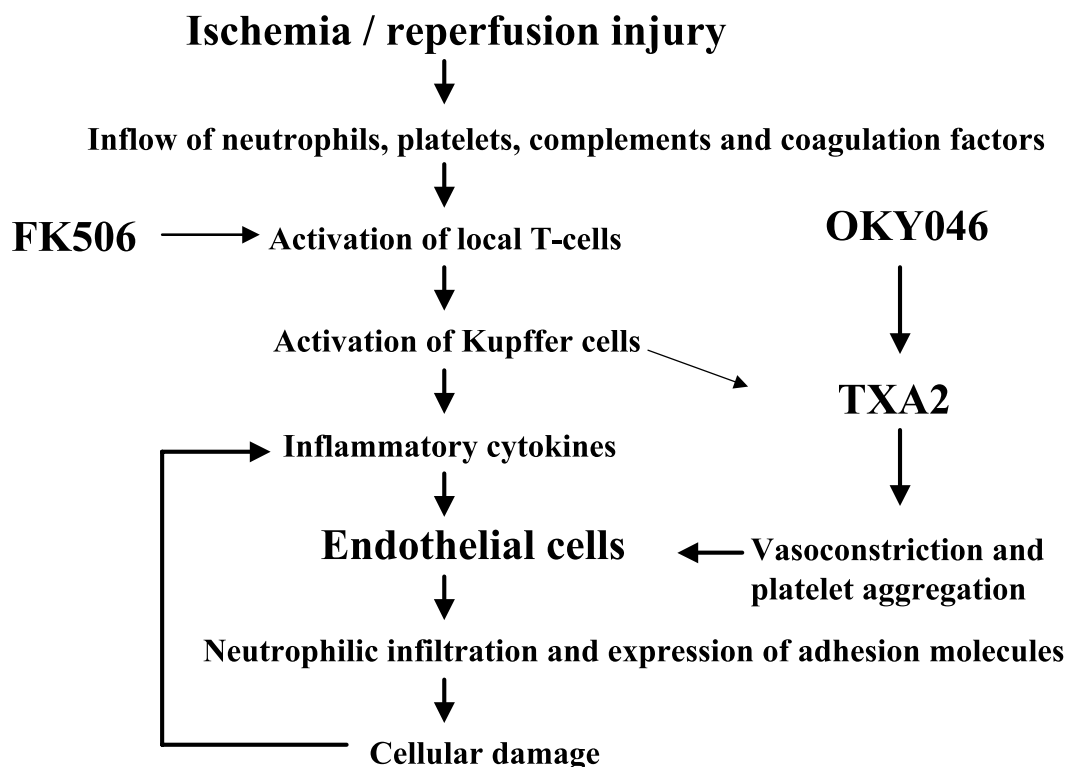 Ischemia / reperfusion injury
Inflow of neutrophils, platelets, complements and coagulation factors
FK506
Activation of local T-cells
OKY046
Activation of Kupffer cells
TXA2
Inflammatory cytokines
Endothelial cells
Vasoconstriction and
platelet aggregation
Neutrophilic infiltration and expression of adhesion molecules
Cellular damage